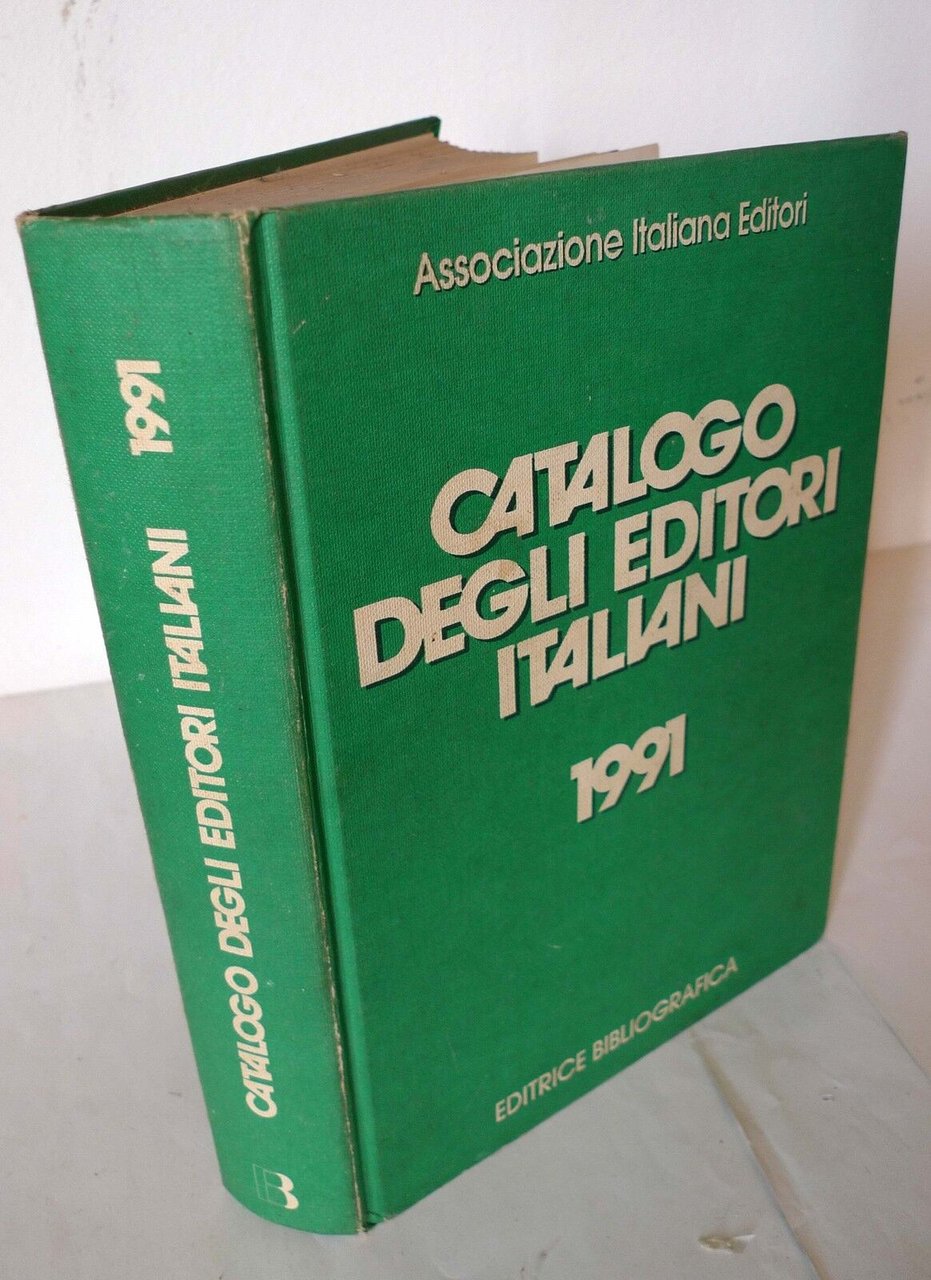 1991
CATALOGO DEGLI EDITORI ITALIANI
B
Associazione Italiana Editori
CATALOGO
DEGLI EDITORI
ITALIANI
1991
EDITRICE BIBLIOGRAFICA